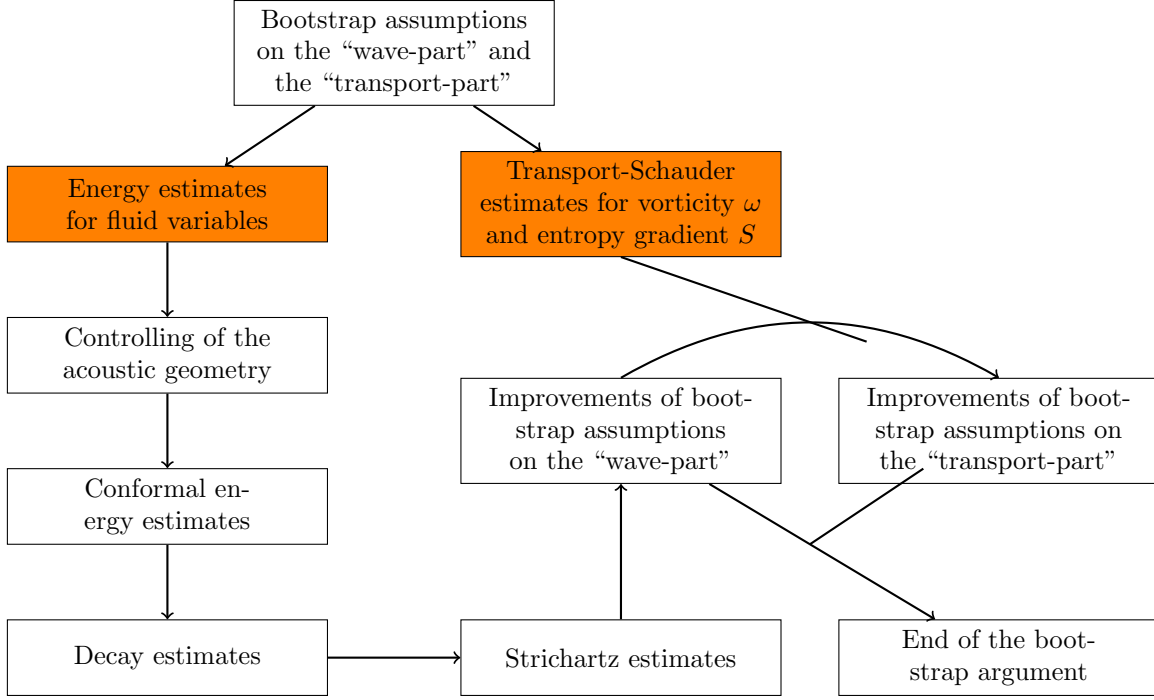 Bootstrap assumptions
on the “wave-part” and
the “transport-part”
Energy estimates
for fluid variables
Transport-Schauder
estimates for vorticity ω
and entropy gradient S
Controlling of the
acoustic geometry
Improvements of boot-
strap assumptions
on the “wave-part”
Improvements of boot-
strap assumptions on
the “transport-part”
Conformal en-
ergy estimates
Decay estimates
Strichartz estimates
End of the boot-
strap argument